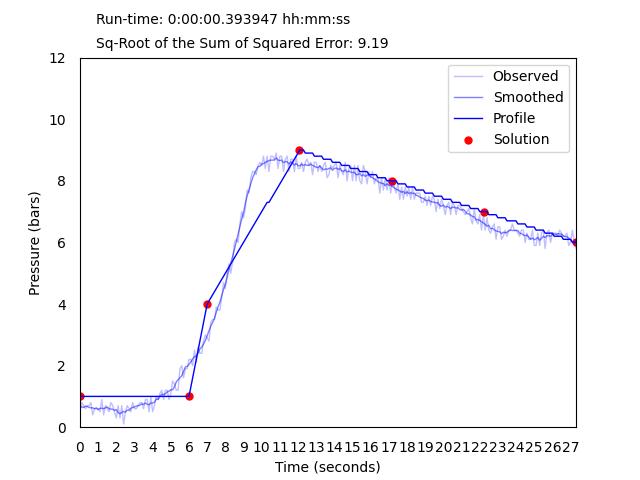 Run-time: 0:00:00.393947 hh:mm:ss
Sq-Root of the Sum of Squared Error: 9.19
Observed
Smoothed
Profile
Solution
12
10
8
6
4
2
0
Pressure (bars)
0 1 2 3 4 5 6 7 8 9 10 11 12 13 14 15 16 17 18 19 20 21 22 23 24 25 26 27
Time (seconds)